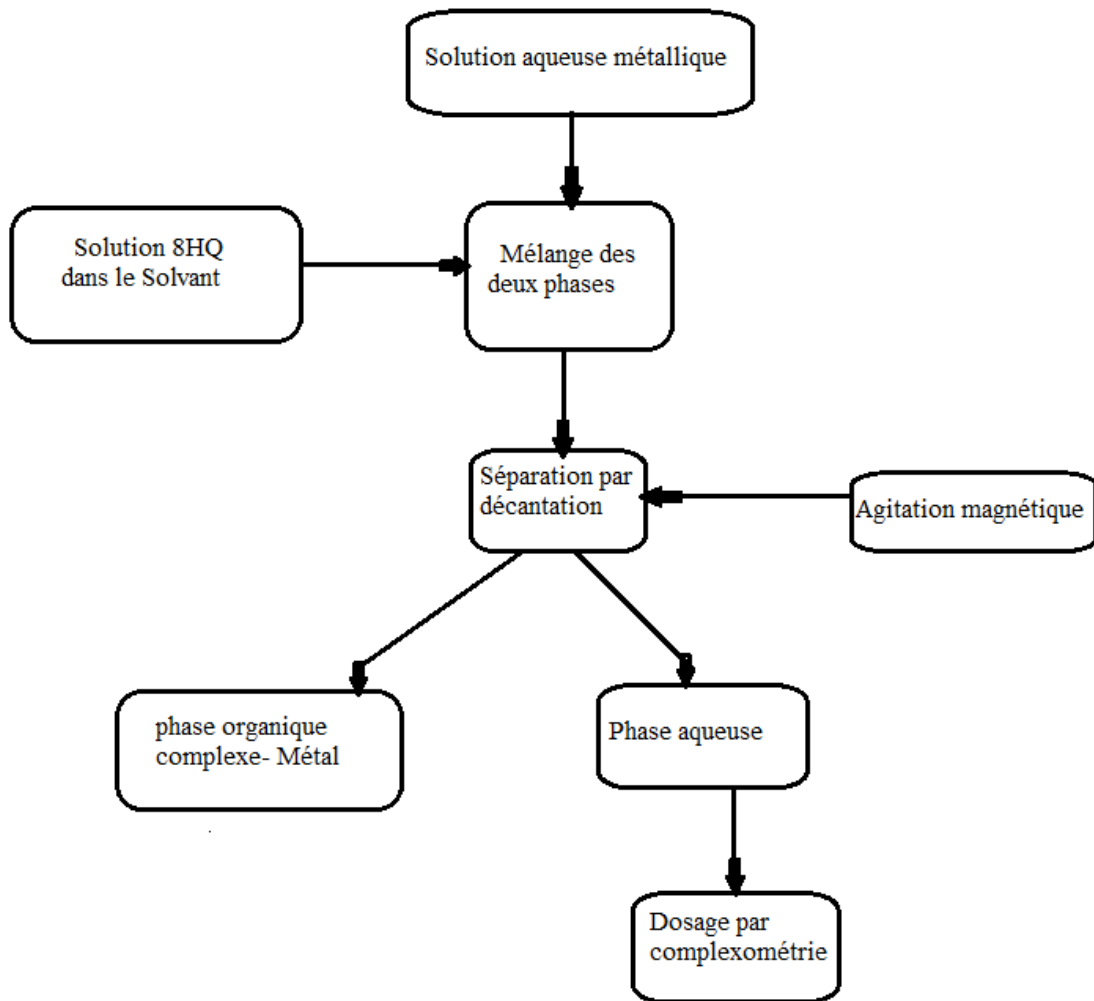 Solution aqueuse métallique
Solution 8HQ
dans le Solvant
Mélange des
deux phases
Séparation par
décantation
Agitation magnétique
phase organique
complexe- Métal
Phase aqueuse
Dosage par
complexométrie